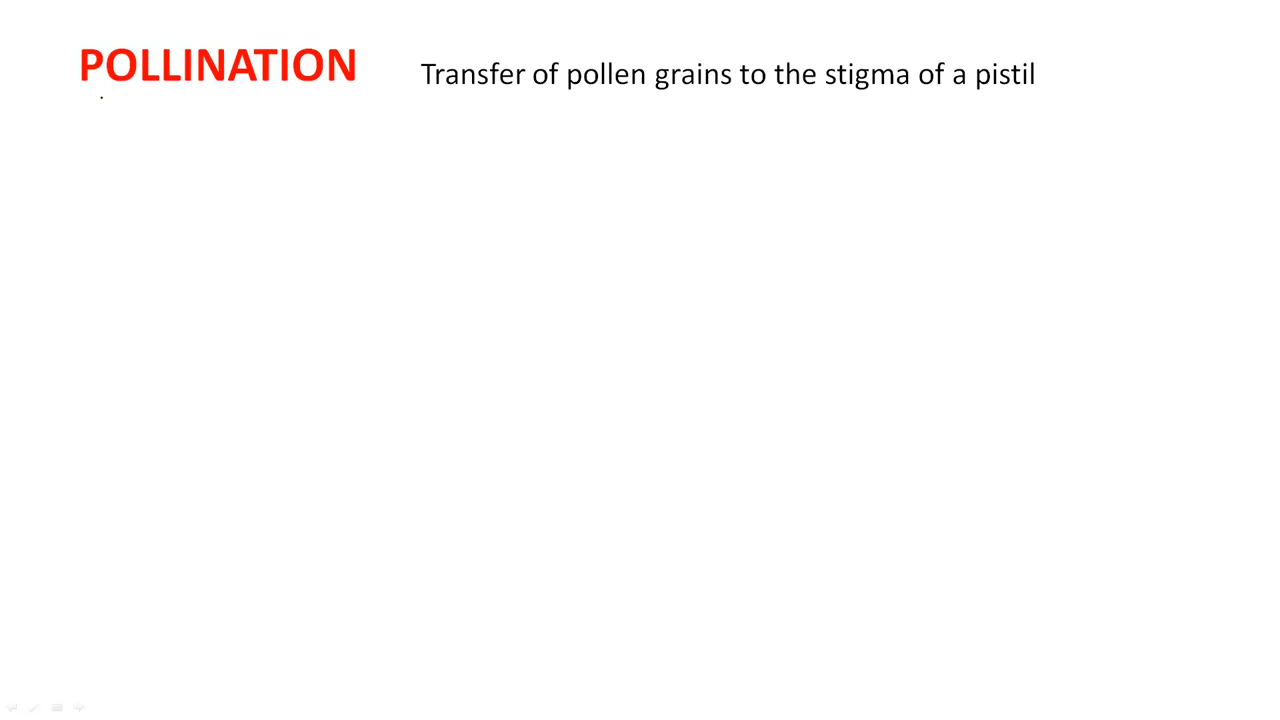 POLLINATION Transfer of pollen grains to the stigma of a pistil